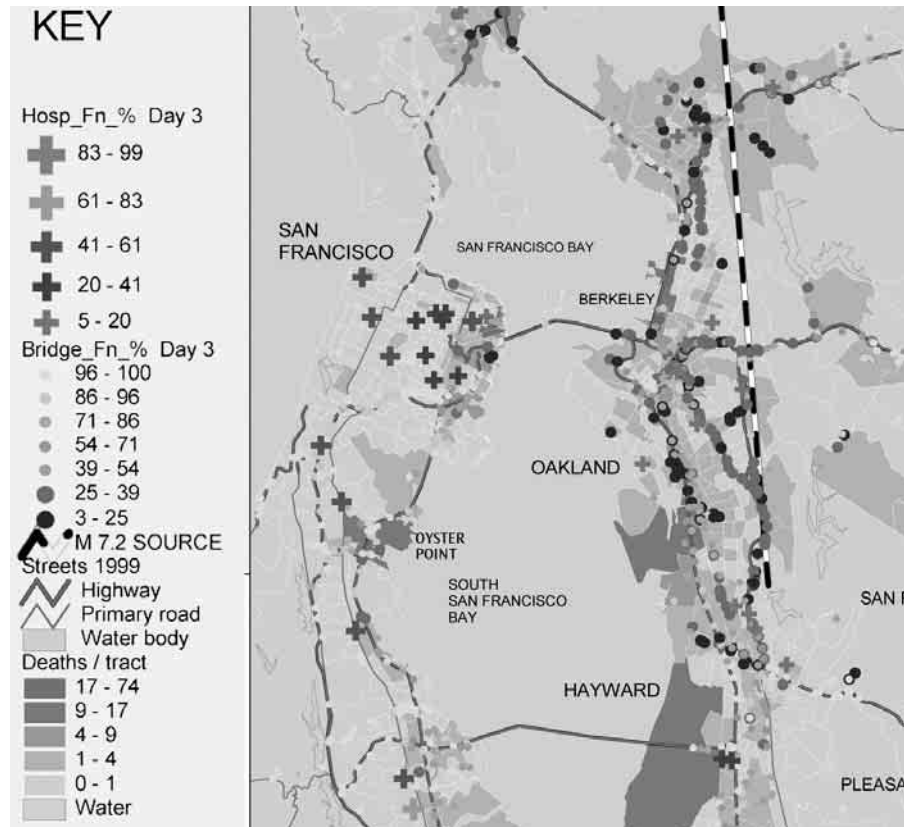 KEY
Hosp_Fn_% Day 3
83 - 99
61 - 83
41 - 61
20 - 41
5 - 20
Bridge_Fn_% Day 3
96 - 100
86 - 96
71 - 86
54 - 71
39 - 54
25 - 39
3 - 25
M 7.2 SOURCE
Streets 1999
Highway
Primary road
Water body
Deaths / tract
17 - 74
9 - 17
4 - 9
1 - 4
0 - 1
Water
SAN
FRANCISCO
SAN FRANCISCO BAY
BERKELEY
OAKLAND
OYSTER
POINT
SOUTH
SAN FRANCISCO
BAY
SAN
HAYWARD
PLEASA